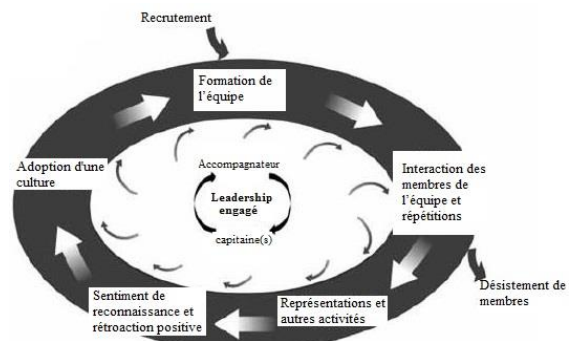 Recrutement
Formation de
l'équipe
Adoption d'une
culture
Accompagnateur
Leadership
engagé
capitaine(s)
Interaction des
membres de
l'équipe et
répétitions
Désistement de
membres
Sentiment de
reconnaissance et
rétroaction positive
Représentations et
autres activités